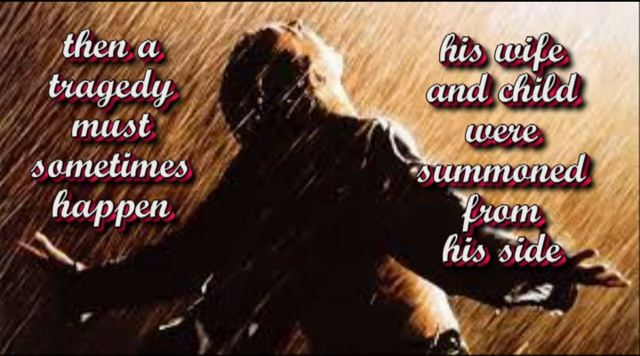 then a
tragedy
must
sometimes
happen
his wife
and child
were
summoned
from
his side